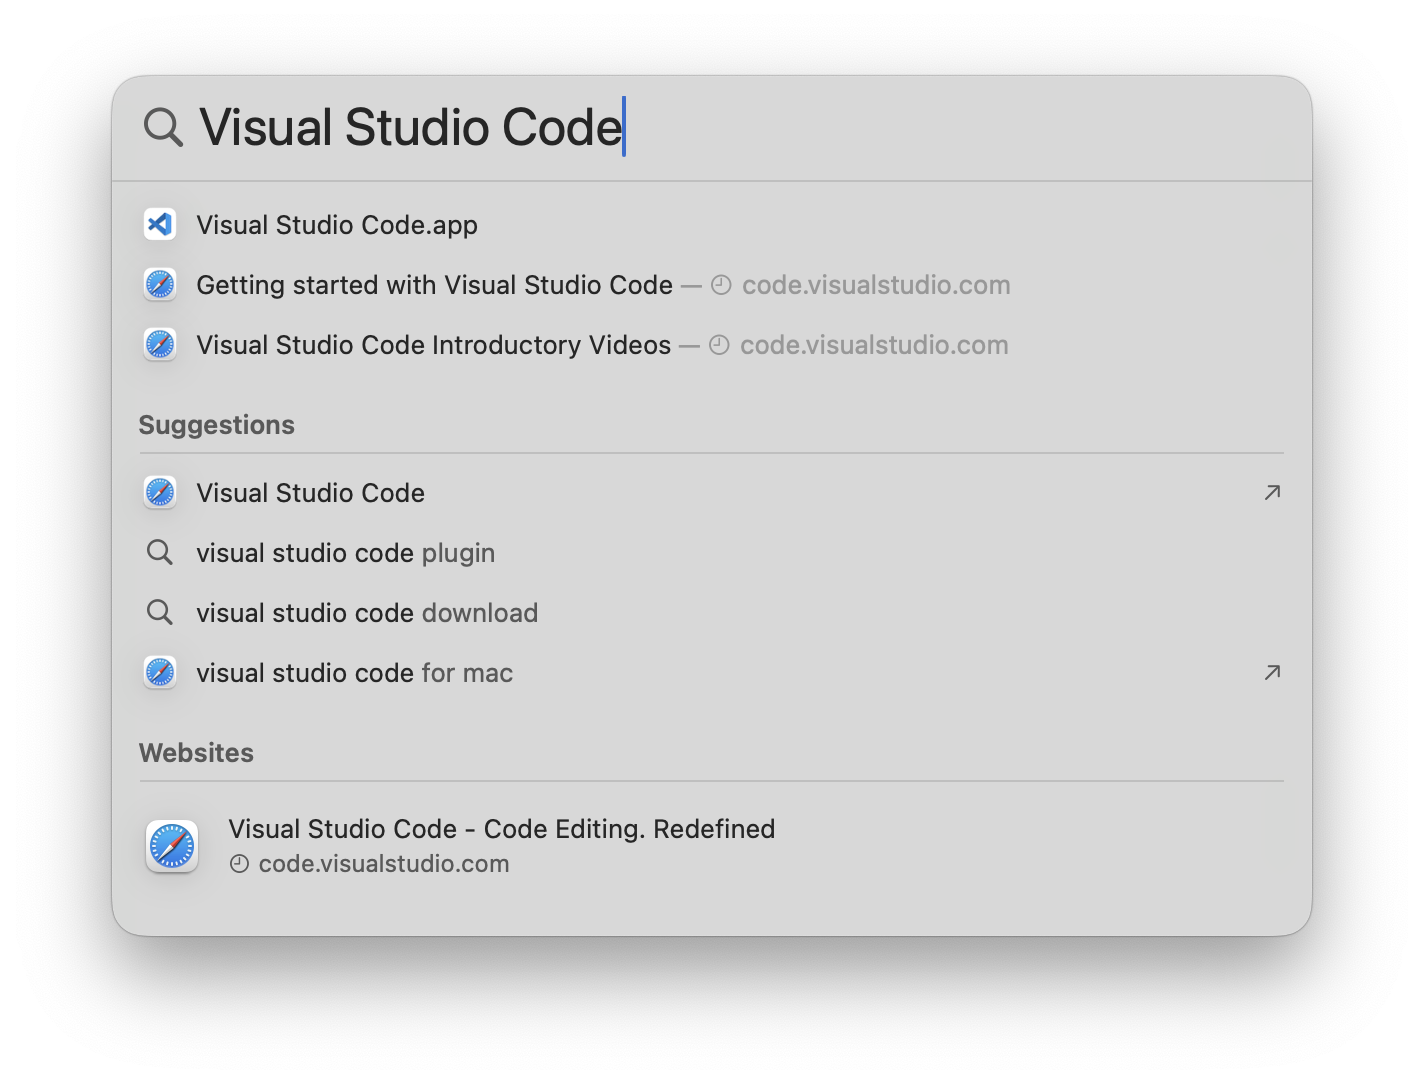 Visual Studio Code
Visual Studio Code.app
Getting started with Visual Studio Code — code.visualstudio.com
Visual Studio Code Introductory Videos — code.visualstudio.com
Suggestions
Visual Studio Code
visual studio code plugin
visual studio code download
visual studio code for mac
Websites
Visual Studio Code - Code Editing. Redefined
code.visualstudio.com